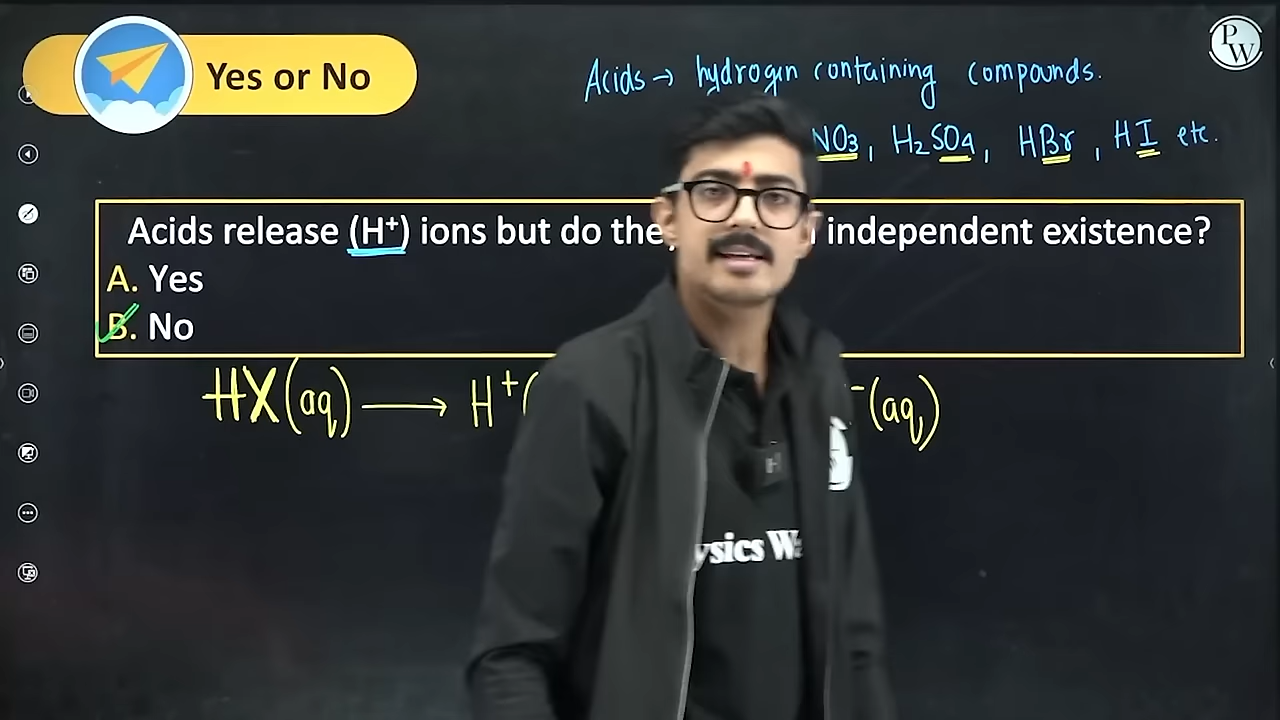 Yes or No
PW
Acids → hydrogen containing compounds.
NO3, H2SO4, HBr, HI etc.
Acids release (H⁺) ions but do the independent existence?
A. Yes
B. No
HX(aq) → H⁺( ⁻(aq)
H
ysics W